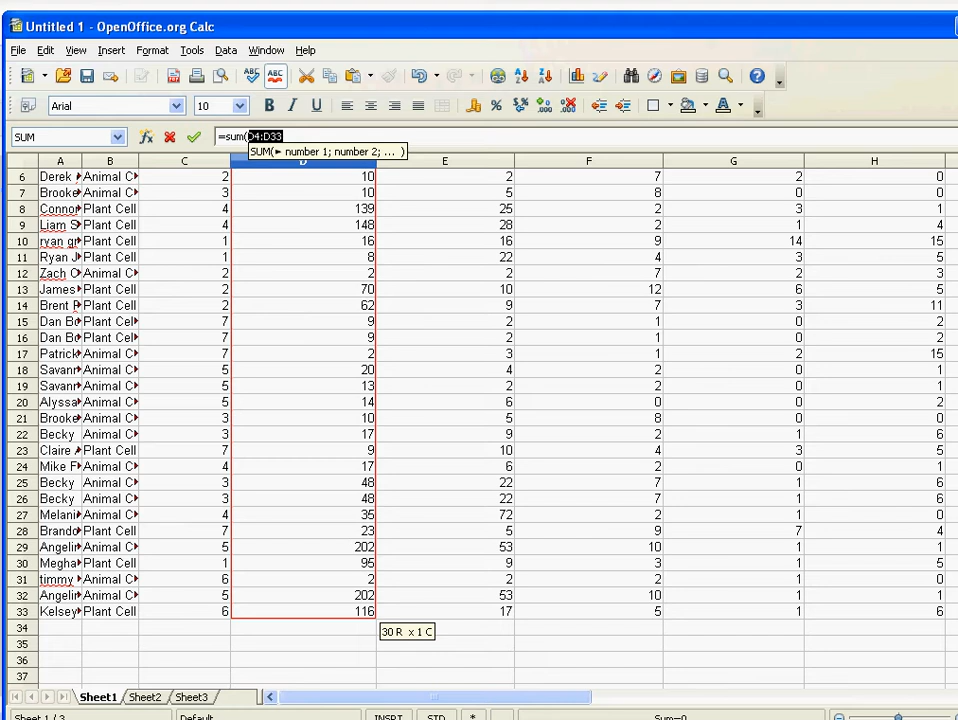 Untitled 1 - OpenOffice.org Calc
File Edit View Insert Format Tools Data Window Help
Arial 10 B I U
SUM =sum(D4:D33
SUM(► number 1; number 2; ... )
A B C D E F G H
6 Derek Animal C 2 10 2 7 2 0
7 Brooke Animal C 3 10 5 8 0 0
8 Connor Plant Cell 4 139 25 2 3 1
9 Liam S Plant Cell 4 148 28 2 1 4
10 ryan gr Plant Cell 1 16 16 9 14 15
11 Ryan J Plant Cell 1 8 22 4 3 5
12 Zach C Animal C 2 2 2 7 2 3
13 James Plant Cell 2 70 10 12 6 5
14 Brent F Plant Cell 2 62 9 7 3 11
15 Dan Bo Plant Cel 7 9 2 1 0 2
16 Dan Bo Plant Cel 7 9 2 1 0 2
17 Patrick Animal C 7 2 3 1 2 15
18 Savann Animal C 5 20 4 2 0 1
19 Savann Animal C 5 13 2 2 0 1
20 Alyssa Animal C 5 14 6 0 0 2
21 Brooke Animal C 3 10 5 8 0 0
22 Becky Animal C 3 17 9 2 1 6
23 Claire Plant Cell 7 9 10 4 3 5
24 Mike F Animal C 4 17 6 2 0 1
25 Becky Animal C 3 48 22 7 1 6
26 Becky Animal C 3 48 22 7 1 6
27 Melani Animal C 4 35 72 2 1 0
28 Brando Plant Cell 7 23 5 9 7 4
29 Angelin Animal C 5 202 53 10 1 1
30 Megha Plant Cell 1 95 9 3 1 5
31 timmy Animal C 6 2 2 2 1 0
32 Angelin Animal C 5 202 53 10 1 1
33 Kelsey Plant Cell 6 116 17 5 1 6
34 30 R x 1 C
35
36
37
Sheet1 Sheet2 Sheet3
Sheet 1 / 3 Default INSRT STD * Sum=0